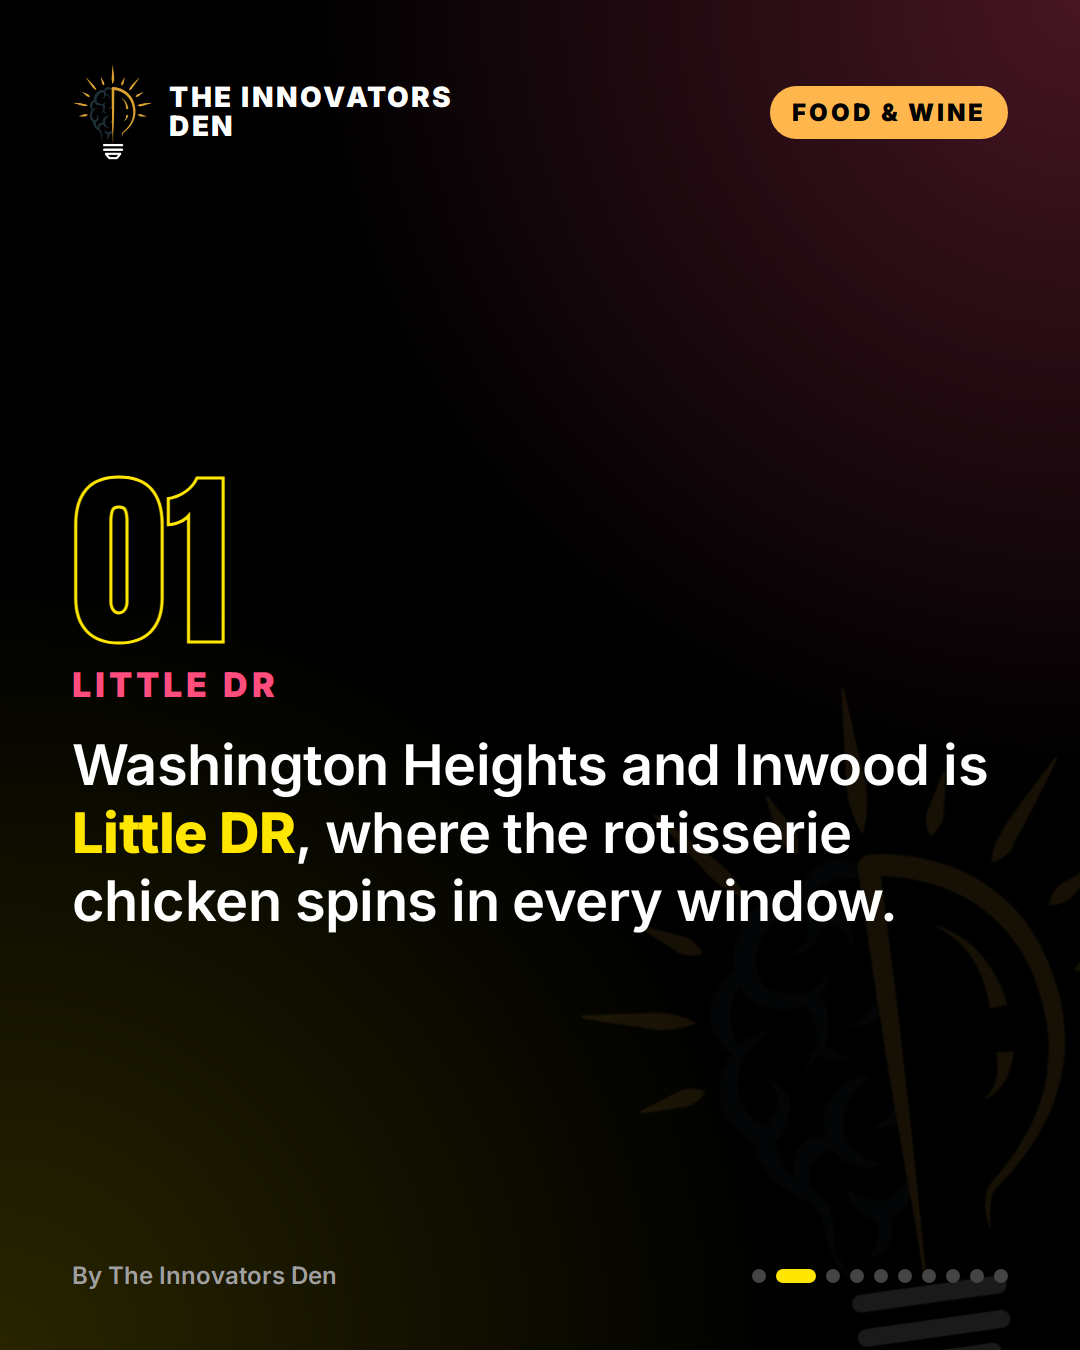 THE INNOVATORS
DEN
FOOD & WINE
01
LITTLE DR
Washington Heights and Inwood is
Little DR, where the rotisserie
chicken spins in every window.
By The Innovators Den